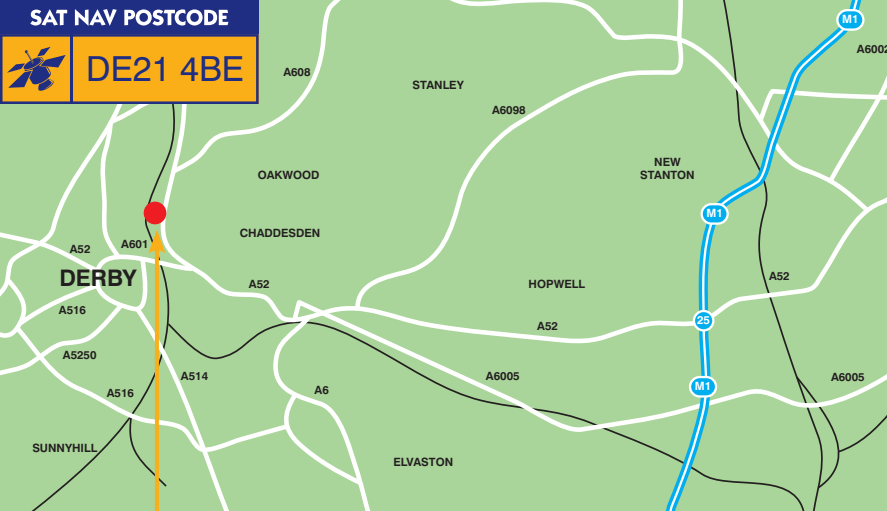 SAT NAV POSTCODE
DE21 4BE
M1
A6002
A608
STANLEY
A6098
NEW
STANTON
OAKWOOD
M1
CHADDESDEN
A601
A52
DERBY
A52
HOPWELL
A52
A516
25
A52
A5250
A514
A6005
A6005
M1
A516
A6
SUNNYHILL
ELVASTON